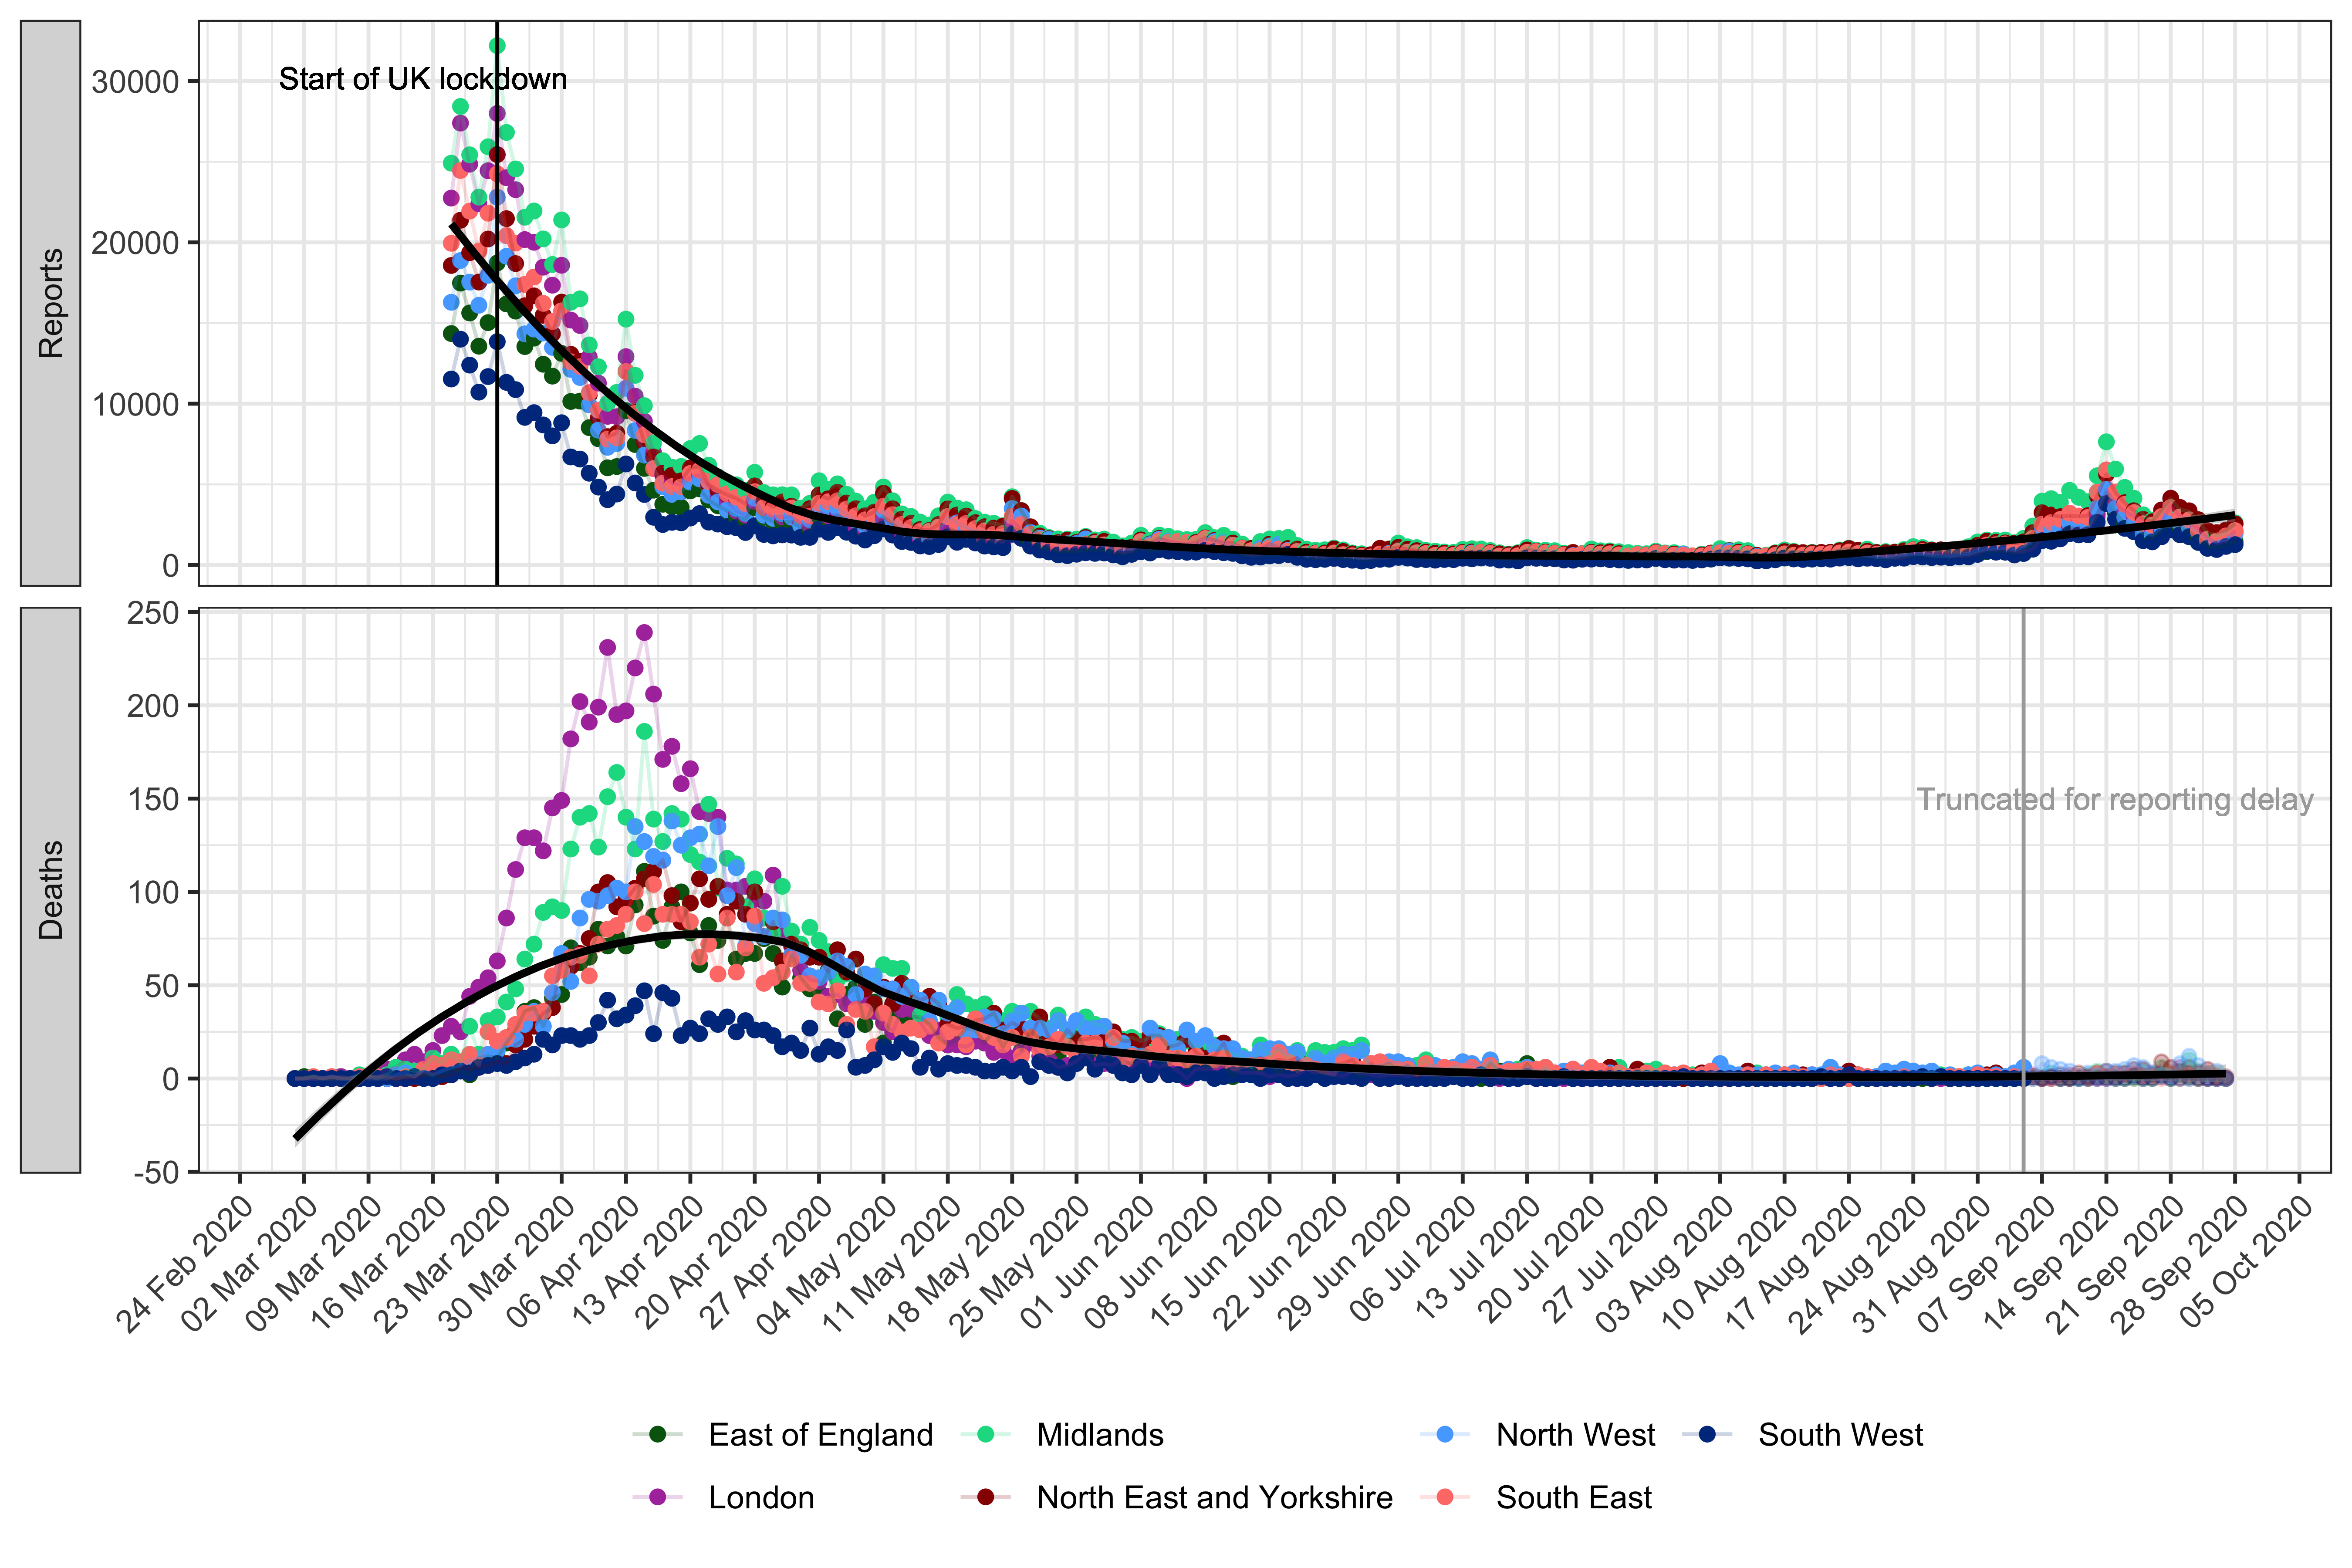 Reports
30000
20000
10000
0
Start of UK lockdown
Deaths
250
200
150
100
50
0
-50
Truncated for reporting delay
24 Feb 2020
02 Mar 2020
09 Mar 2020
16 Mar 2020
23 Mar 2020
30 Mar 2020
06 Apr 2020
13 Apr 2020
20 Apr 2020
27 Apr 2020
04 May 2020
11 May 2020
18 May 2020
25 May 2020
01 Jun 2020
08 Jun 2020
15 Jun 2020
22 Jun 2020
29 Jun 2020
06 Jul 2020
13 Jul 2020
20 Jul 2020
27 Jul 2020
03 Aug 2020
10 Aug 2020
17 Aug 2020
24 Aug 2020
31 Aug 2020
07 Sep 2020
14 Sep 2020
21 Sep 2020
28 Sep 2020
05 Oct 2020
East of England
Midlands
North West
South West
London
North East and Yorkshire
South East